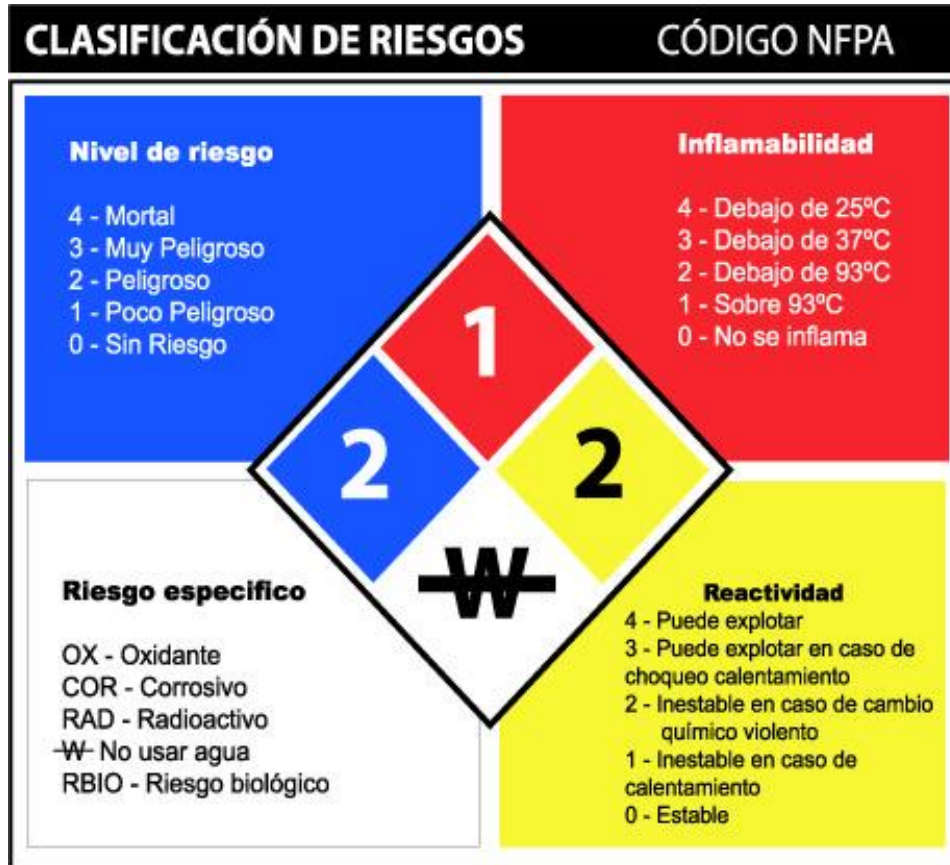 CLASIFICACIÓN DE RIESGOS CÓDIGO NFPA
Nivel de riesgo
4 - Mortal
3 - Muy Peligroso
2 - Peligroso
1 - Poco Peligroso
0 - Sin Riesgo
Inflamabilidad
4 - Debajo de 25ºC
3 - Debajo de 37ºC
2 - Debajo de 93ºC
1 - Sobre 93ºC
0 - No se inflama
1
2
2
W
Riesgo especifico
OX - Oxidante
COR - Corrosivo
RAD - Radioactivo
W No usar agua
RBIO - Riesgo biológico
Reactividad
4 - Puede explotar
3 - Puede explotar en caso de
choqueo calentamiento
2 - Inestable en caso de cambio
químico violento
1 - Inestable en caso de
calentamiento
0 - Estable